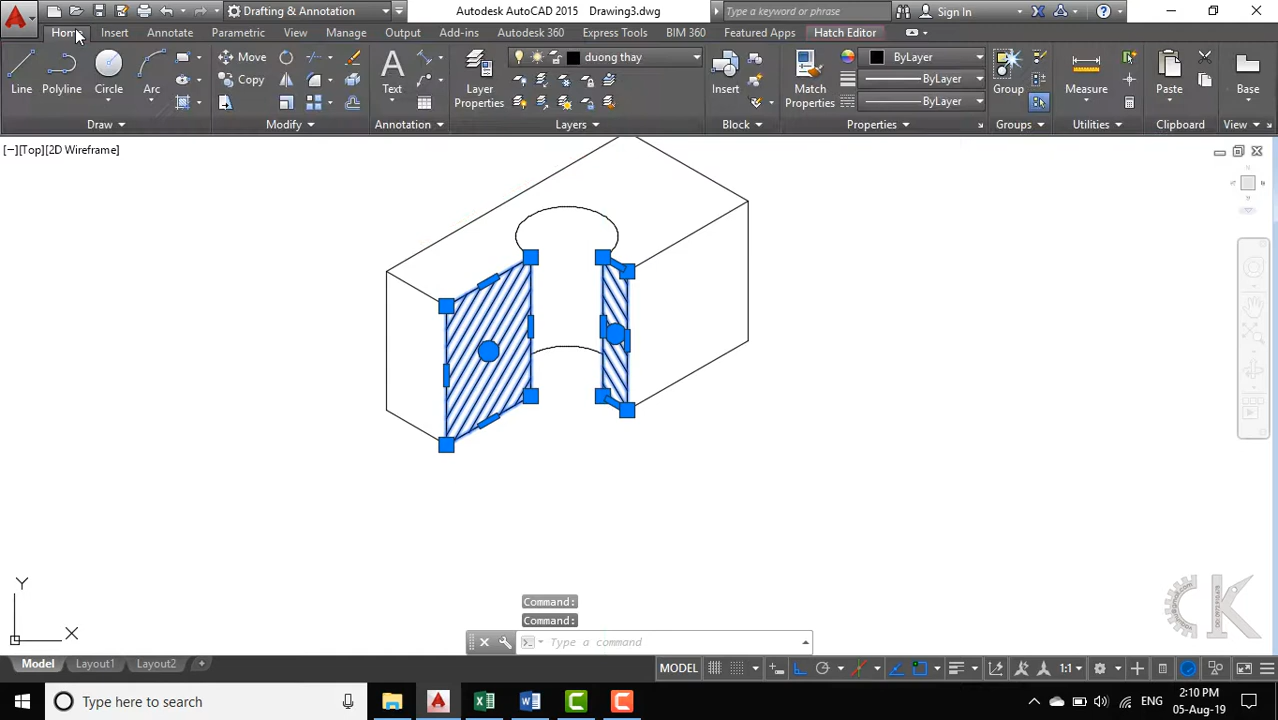 Drafting & Annotation
Autodesk AutoCAD 2015 Drawing3.dwg
Type a keyword or phrase
Sign In
Home Insert Annotate Parametric View Manage Output Add-ins Autodesk 360 Express Tools BIM 360 Featured Apps Hatch Editor
Line Polyline Circle Arc
Move
Copy
Text
Layer Properties
duong thay
Insert
Match Properties
ByLayer
ByLayer
ByLayer
Group
Measure
Paste
Base
Draw Modify Annotation Layers Block Properties Groups Utilities Clipboard View
[−][Top][2D Wireframe]
Y
X
Command:
Command:
Type a command
Model Layout1 Layout2 +
MODEL
1:1
CK
Type here to search
ENG
2:10 PM
05-Aug-19